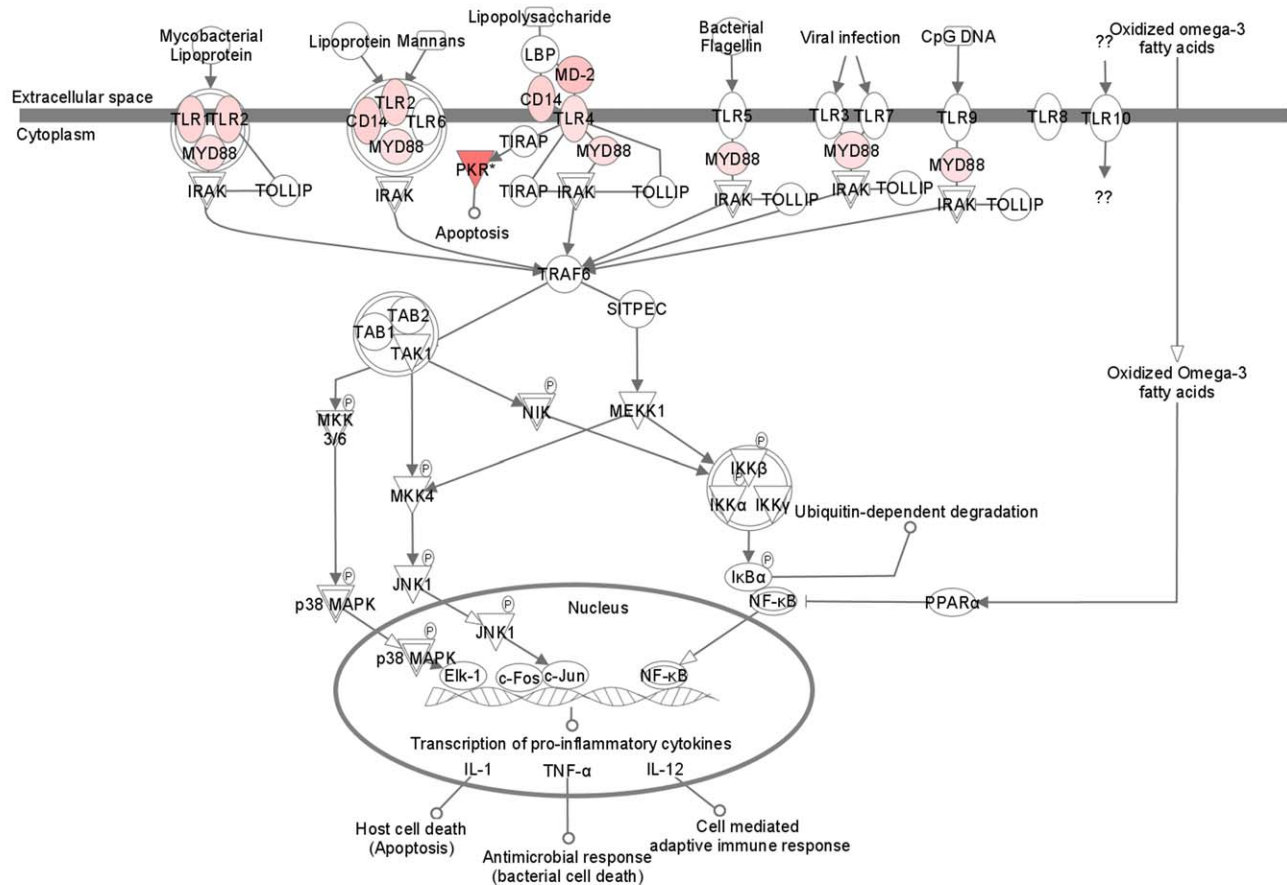 Mycobacterial
Lipoprotein
Lipoprotein
Mannans
Lipopolysaccharide
LBP
MD-2
CD14
Bacterial
Flagellin
Viral infection
CpG DNA
??
Oxidized omega-3
fatty acids
Extracellular space
Cytoplasm
TLR1
TLR2
MYD88
IRAK
TOLLIP
TLR2
CD14
TLR6
MYD88
IRAK
TLR4
TIRAP
MYD88
PKR*
Apoptosis
TIRAP
IRAK
TOLLIP
TLR5
MYD88
IRAK
TOLLIP
TLR3
TLR7
MYD88
IRAK
TOLLIP
TLR9
MYD88
IRAK
TOLLIP
TLR8
TLR10
??
TRAF6
TAB2
TAB1
TAK1
SITPEC
P
MKK
3/6
P
NIK
MEKK1
Oxidized Omega-3
fatty acids
P
MKK4
P
IKKβ
P
IKKα
IKKγ
Ubiquitin-dependent degradation
P
p38 MAPK
P
JNK1
P
IκBα
NF-κB
PPARα
Nucleus
P
JNK1
P
p38 MAPK
Elk-1
c-Fos
c-Jun
NF-κB
Transcription of pro-inflammatory cytokines
IL-1
TNF-α
IL-12
Host cell death
(Apoptosis)
Antimicrobial response
(bacterial cell death)
Cell mediated
adaptive immune response